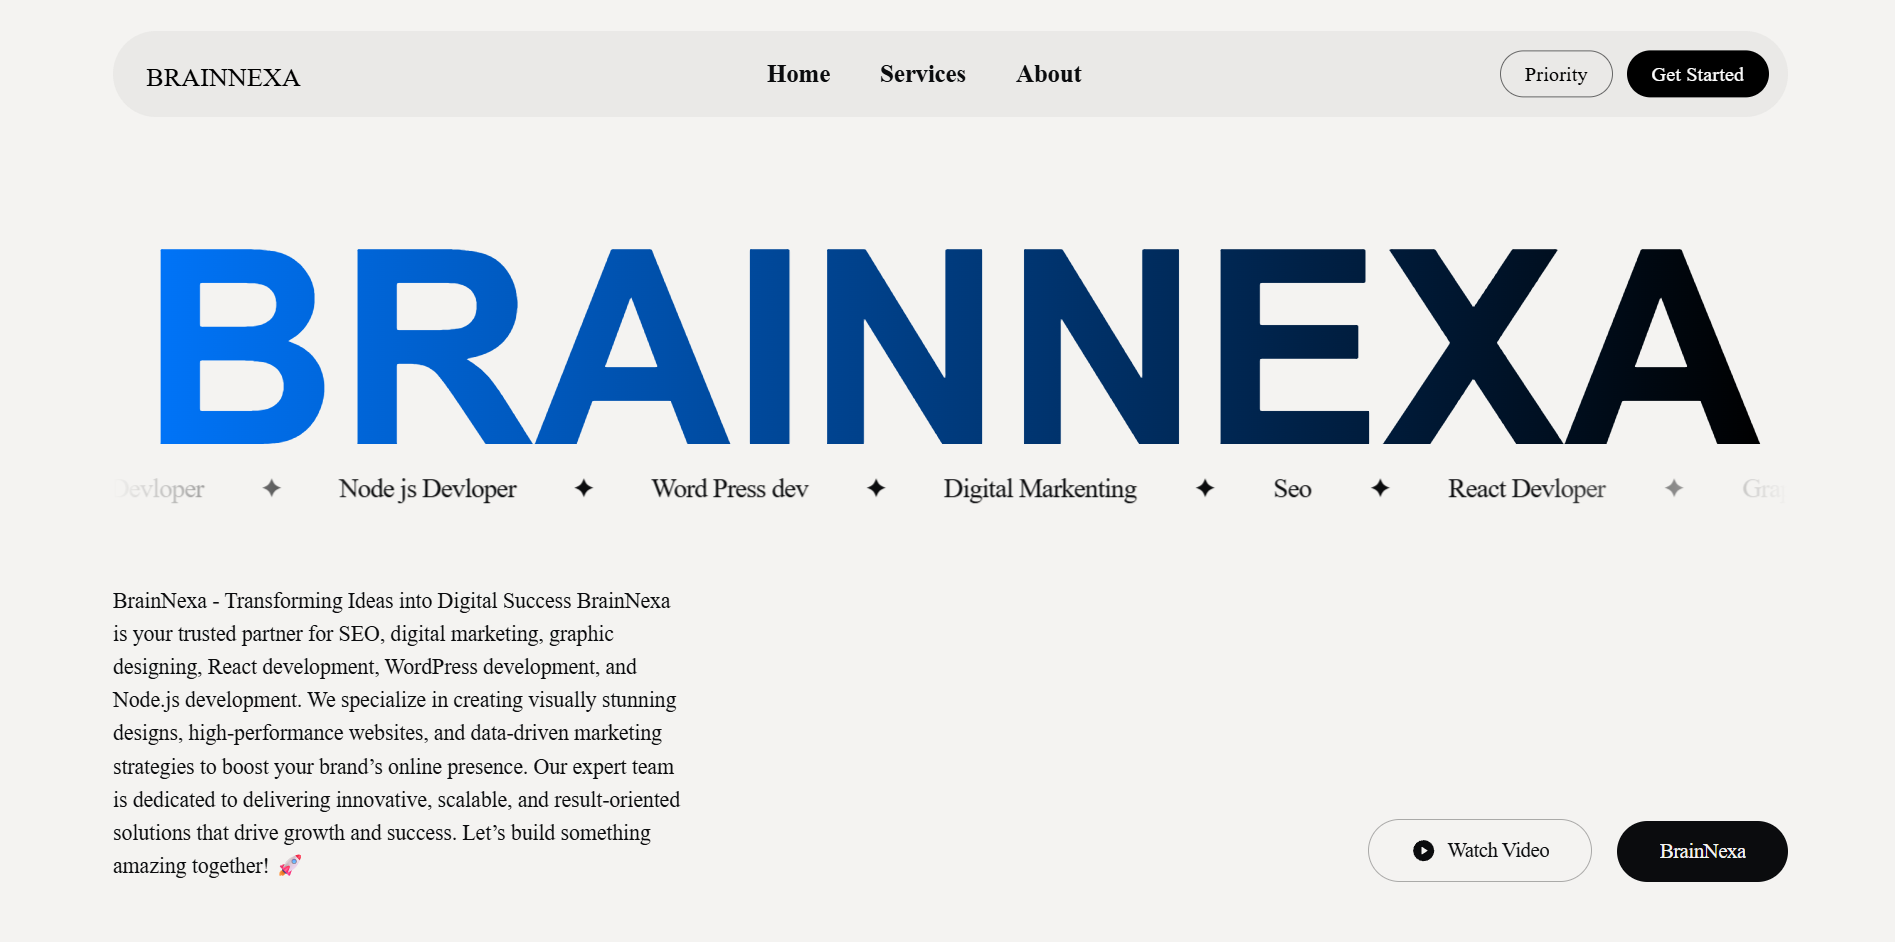 BRAINNEXA
Home Services About
Priority Get Started
BRAINNEXA
Devloper ✦ Node js Devloper ✦ Word Press dev ✦ Digital Markenting ✦ Seo ✦ React Devloper ✦
BrainNexa - Transforming Ideas into Digital Success BrainNexa
is your trusted partner for SEO, digital marketing, graphic
designing, React development, WordPress development, and
Node.js development. We specialize in creating visually stunning
designs, high-performance websites, and data-driven marketing
strategies to boost your brand’s online presence. Our expert team
is dedicated to delivering innovative, scalable, and result-oriented
solutions that drive growth and success. Let’s build something
amazing together! 🚀
Watch Video
BrainNexa